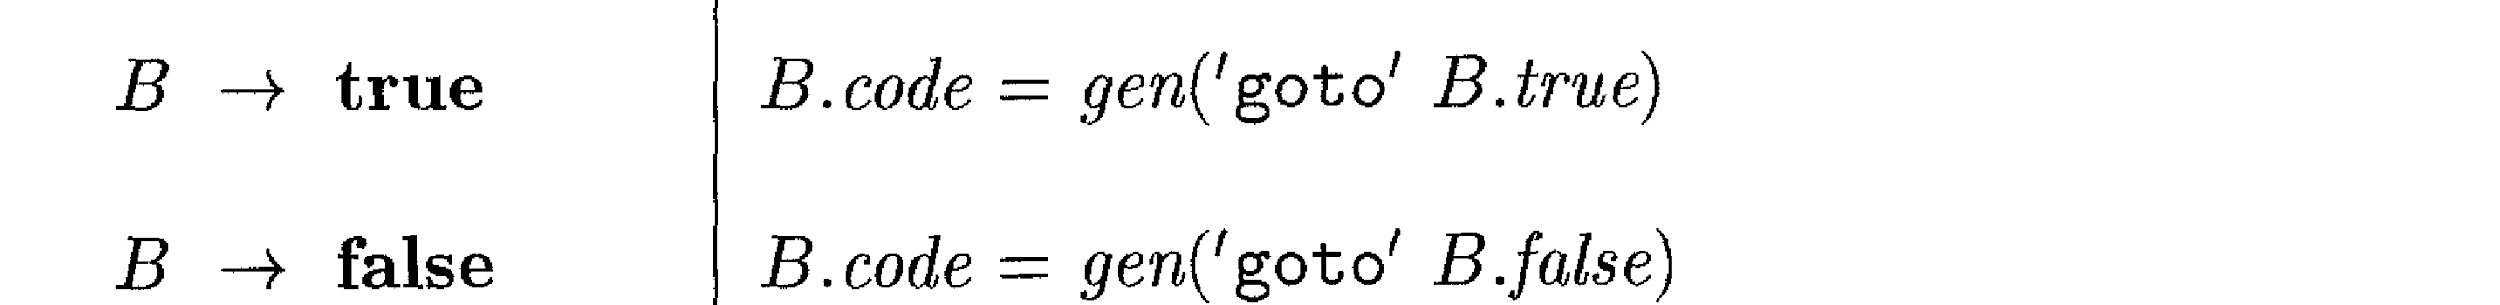 B → true | B.code = gen('goto' B.true)
B → false | B.code = gen('goto' B.false)